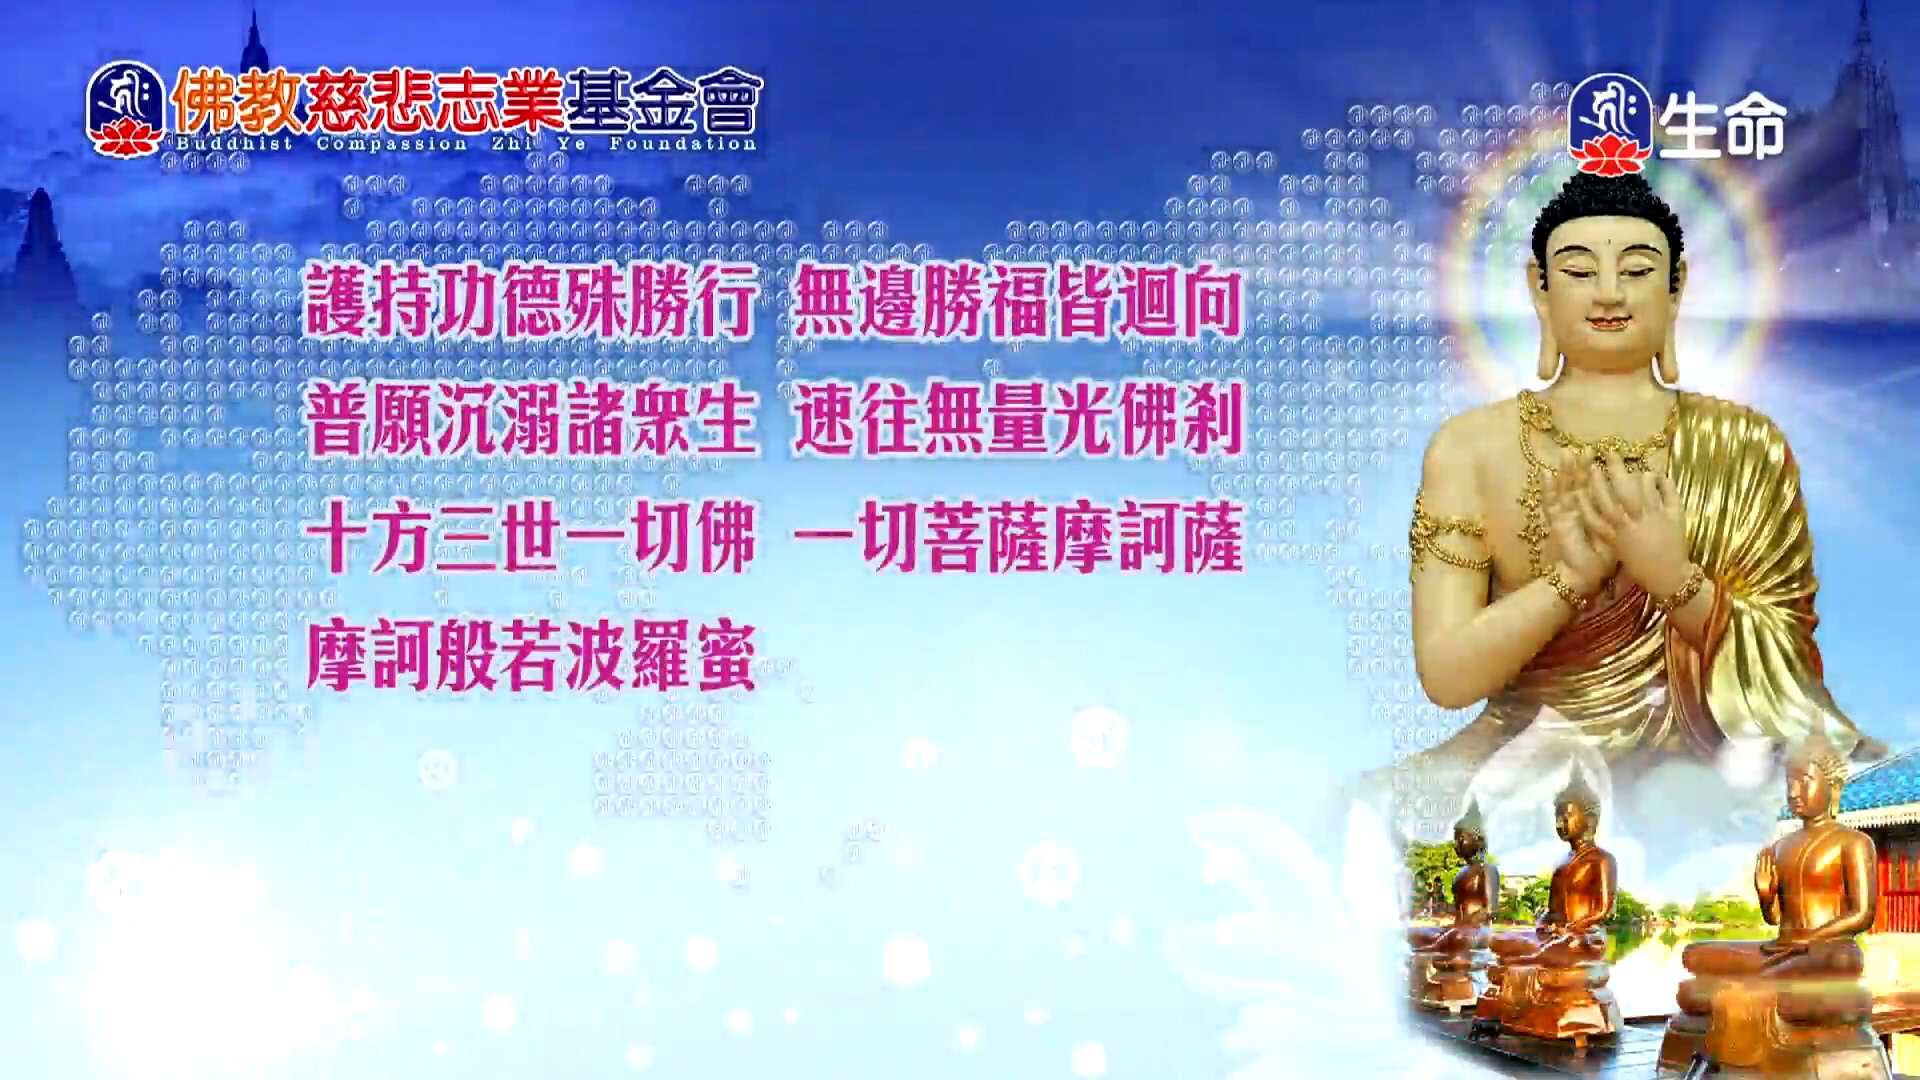 佛教慈悲志業基金會
Buddhist Compassion Zhi Ye Foundation
生命
護持功德殊勝行 無邊勝福皆迴向
普願沉溺諸眾生 速往無量光佛剎
十方三世一切佛 一切菩薩摩訶薩
摩訶般若波羅蜜